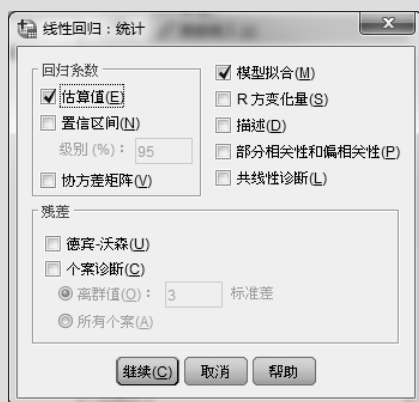 线性回归：统计
回归系数
估算值(E)
置信区间(N)
级别 (%)： 95
协方差矩阵(V)
模型拟合(M)
R 方变化量(S)
描述(D)
部分相关性和偏相关性(P)
共线性诊断(L)
残差
德宾-沃森(U)
个案诊断(C)
离群值(O)： 3 标准差
所有个案(A)
继续(C) 取消 帮助